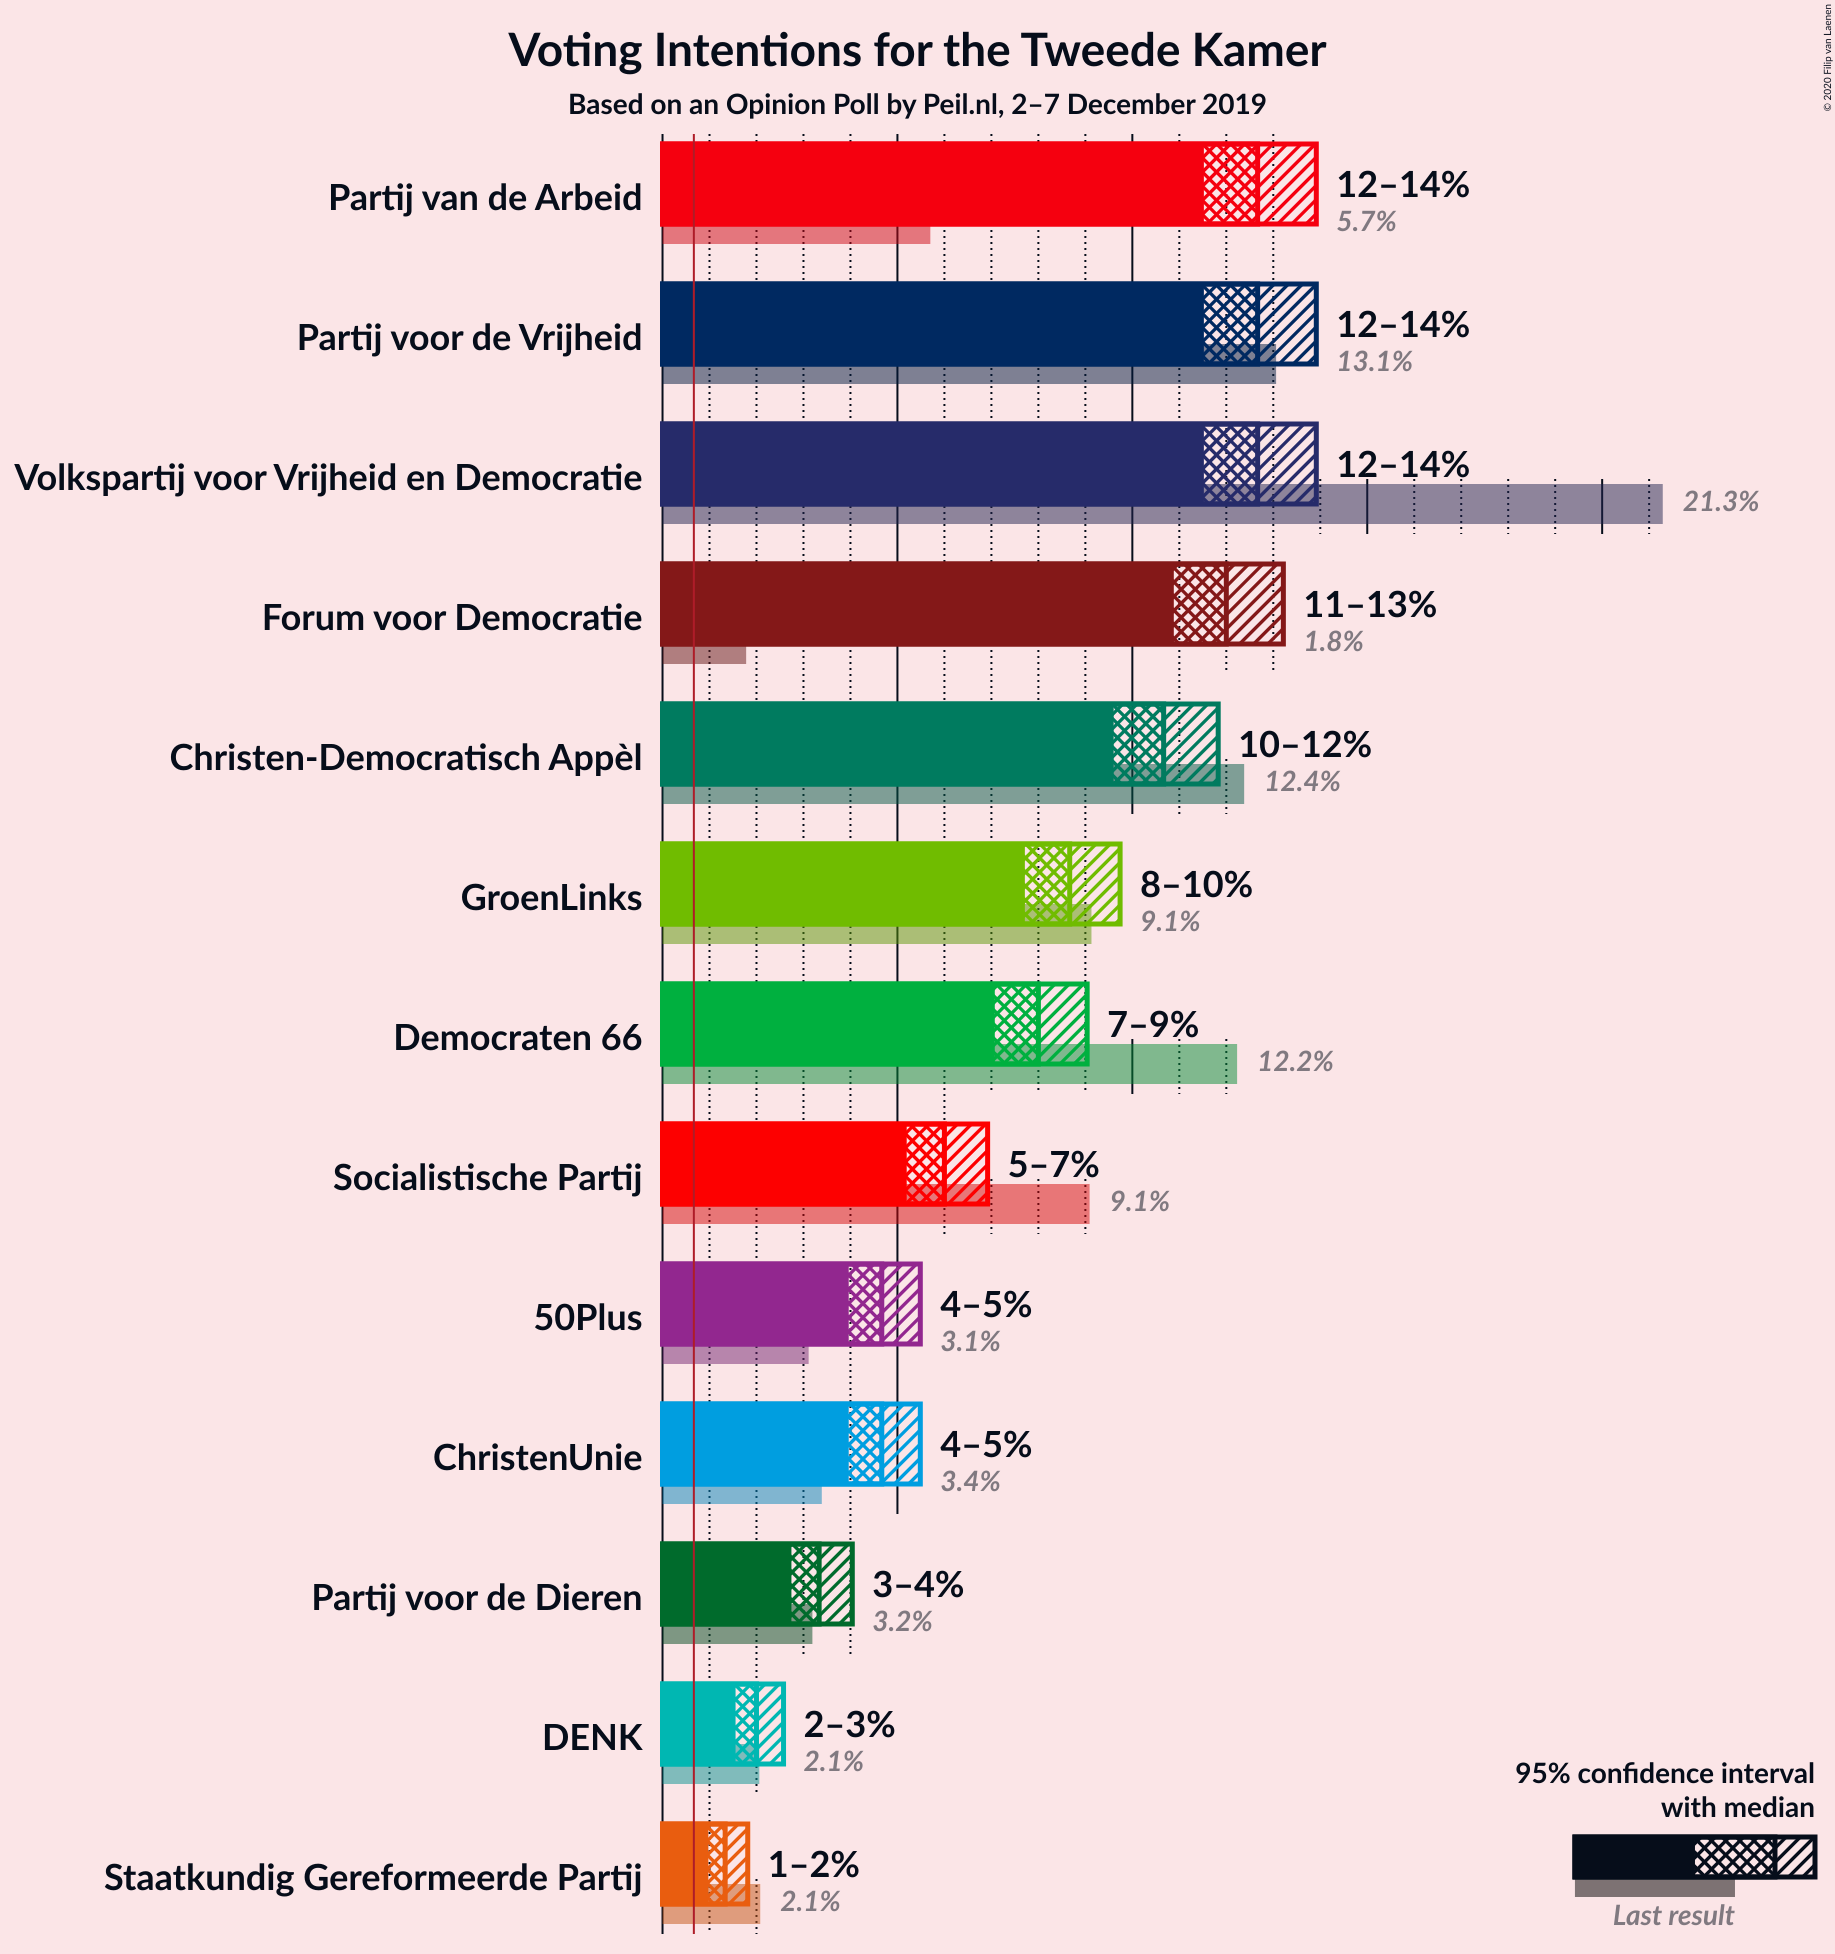 Voting Intentions for the Tweede Kamer
Based on an Opinion Poll by Peil.nl, 2–7 December 2019
© 2020 Filip van Laenen
Partij van de Arbeid
12–14%
5.7%
Partij voor de Vrijheid
12–14%
13.1%
Volkspartij voor Vrijheid en Democratie
12–14%
21.3%
Forum voor Democratie
11–13%
1.8%
Christen-Democratisch Appèl
10–12%
12.4%
GroenLinks
8–10%
9.1%
Democraten 66
7–9%
12.2%
Socialistische Partij
5–7%
9.1%
50Plus
4–5%
3.1%
ChristenUnie
4–5%
3.4%
Partij voor de Dieren
3–4%
3.2%
DENK
2–3%
2.1%
Staatkundig Gereformeerde Partij
1–2%
2.1%
95% confidence interval
with median
Last result